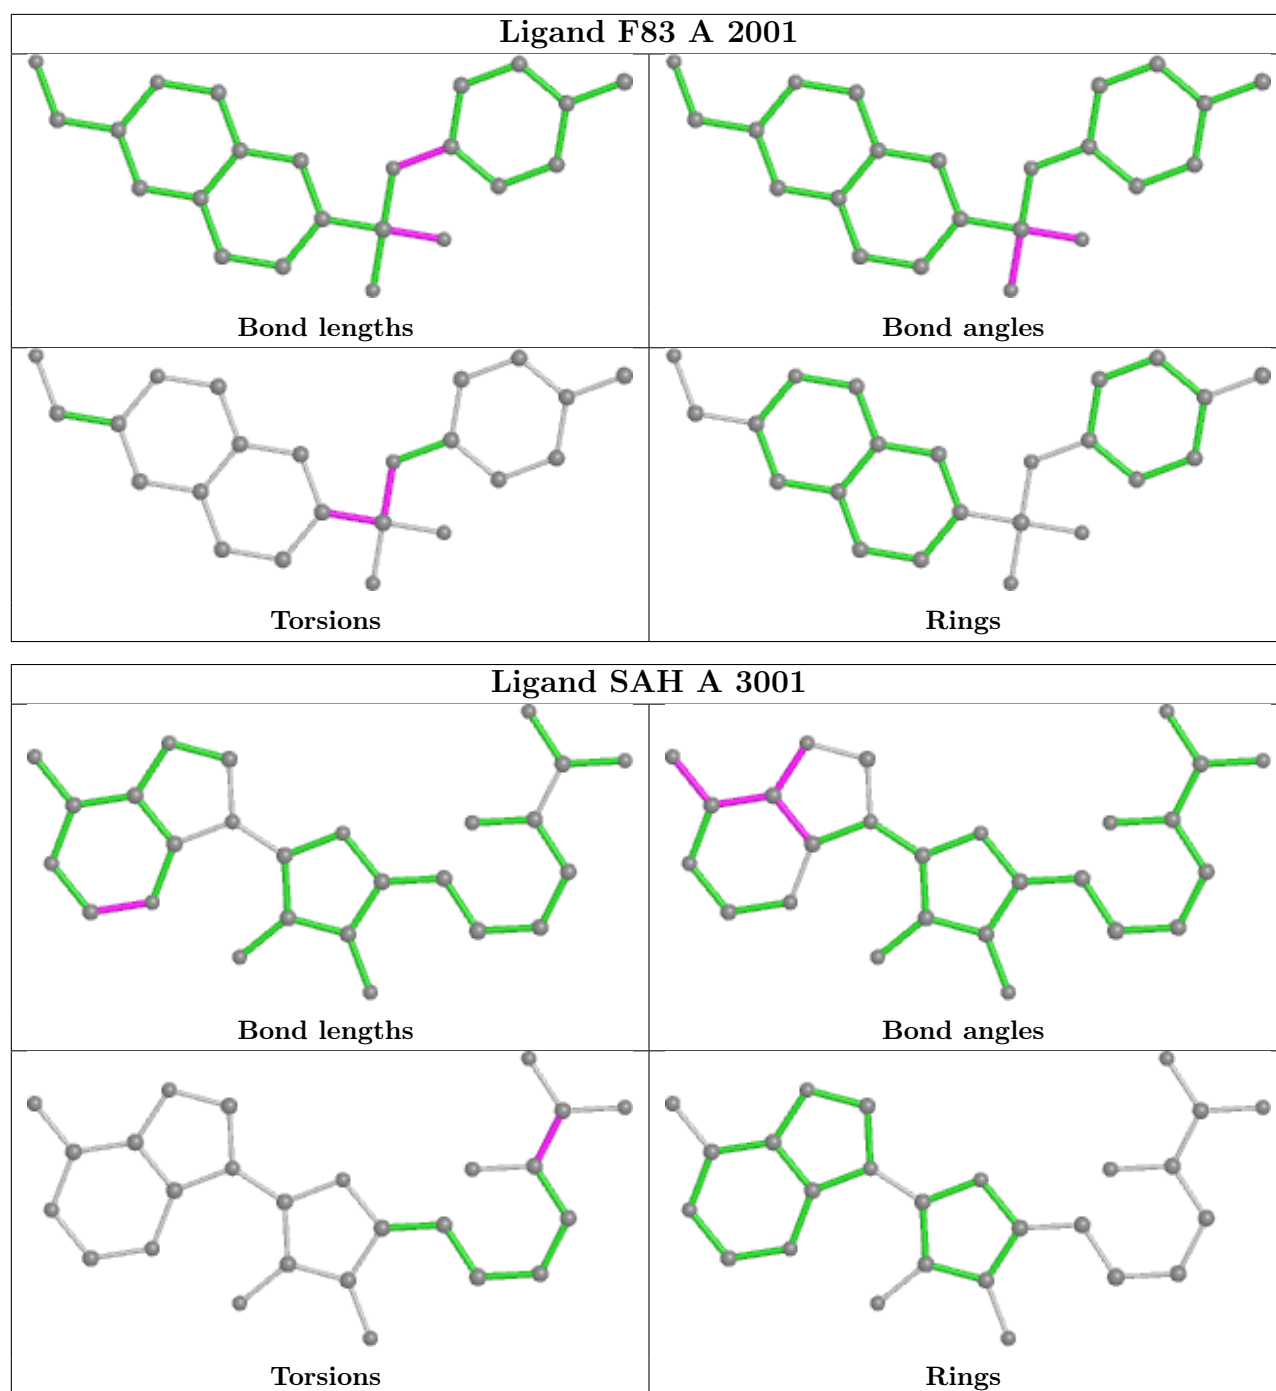 Ligand F83 A 2001
Bond lengths
Bond angles
Torsions
Rings
Ligand SAH A 3001
Bond lengths
Bond angles
Torsions
Rings